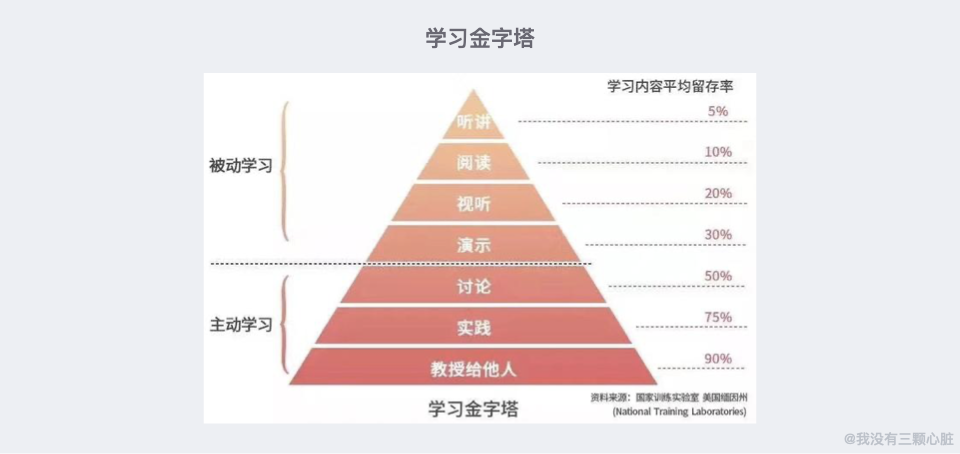 学习金字塔
学习内容平均留存率
听讲
5%
阅读
10%
视听
20%
演示
30%
被动学习
讨论
50%
实践
75%
教授给他人
90%
主动学习
学习金字塔
资料来源：国家训练实验室 美国缅因州
(National Training Laboratories)
@我没有三颗心脏